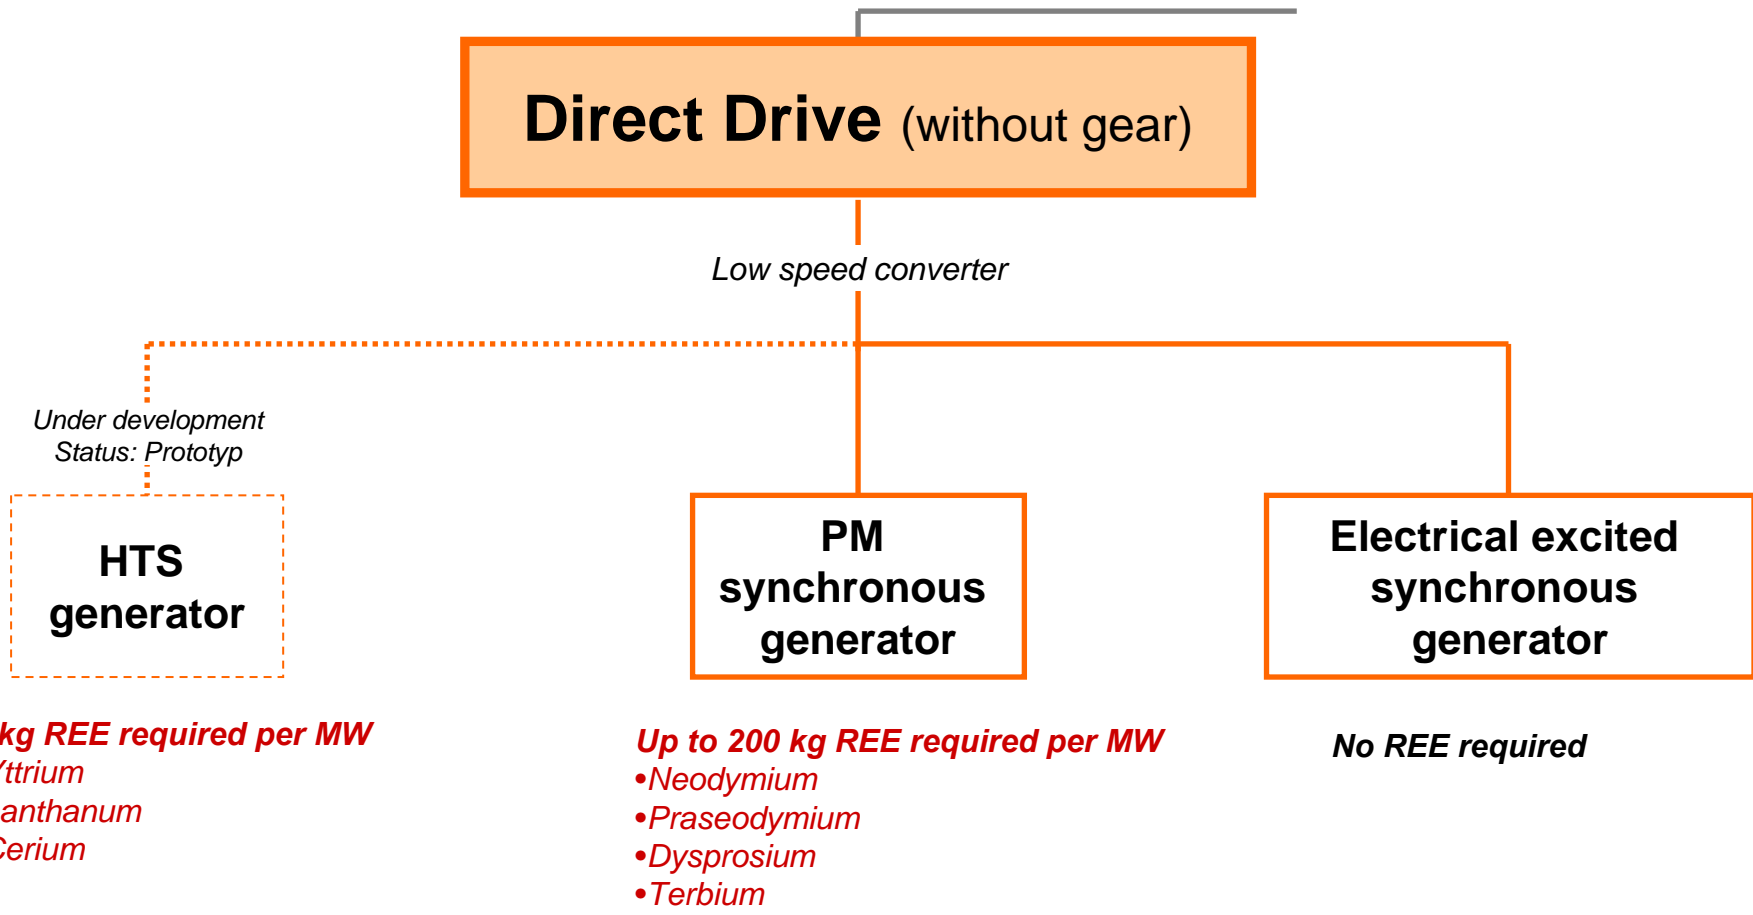 Direct Drive (without gear)
Low speed converter
Under development
Status: Prototyp
HTS
generator
PM
synchronous
generator
Electrical excited
synchronous
generator
kg REE required per MW
Yttrium
anthanum
Cerium
Up to 200 kg REE required per MW
•Neodymium
•Praseodymium
•Dysprosium
•Terbium
No REE required